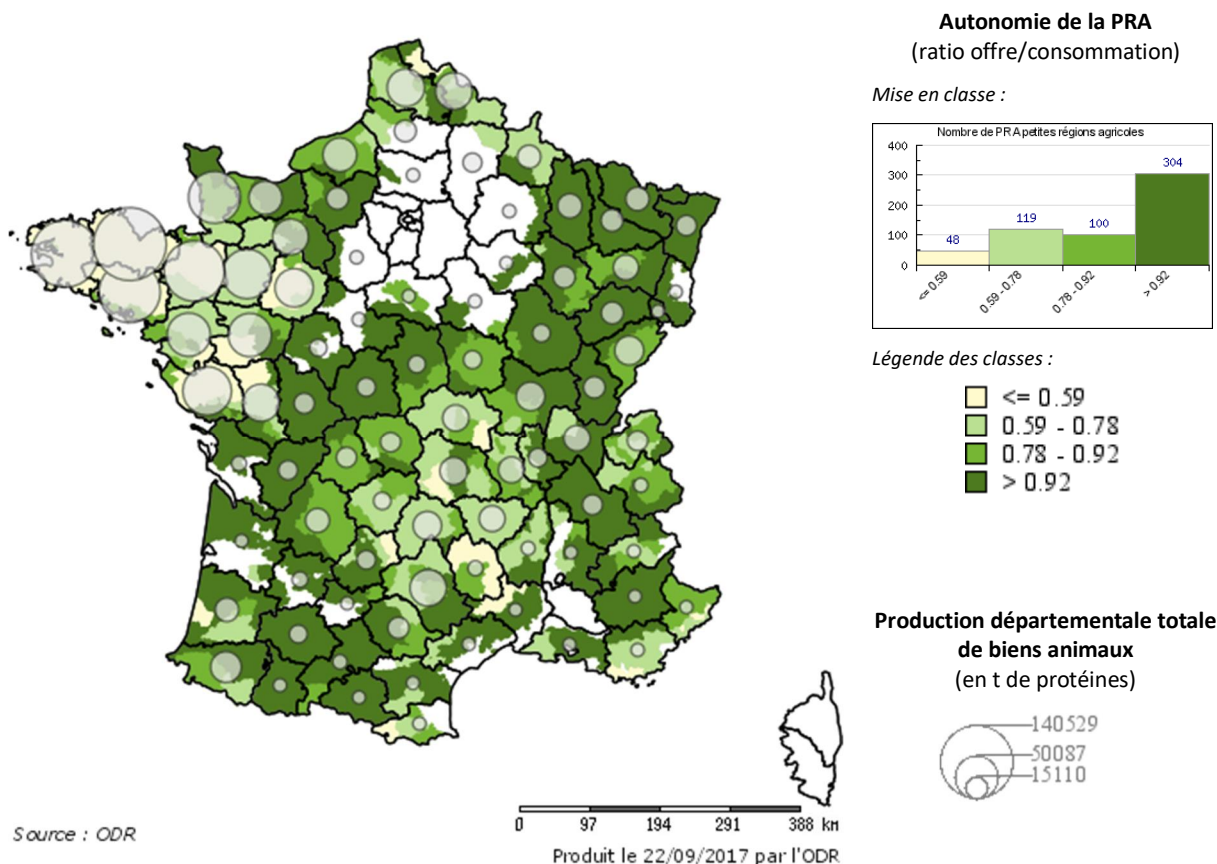 Autonomie de la PRA
(ratio offre/consommation)
Mise en classe :
Nombre de PRA petites régions agricoles
400
300
200
100
0
48
119
100
304
<= 0.59
0.59 - 0.78
0.78 - 0.92
> 0.92
Légende des classes :
<= 0.59
0.59 - 0.78
0.78 - 0.92
> 0.92
Production départementale totale
de biens animaux
(en t de protéines)
140529
50087
15110
0 97 194 291 388 km
Source : ODR
Produit le 22/09/2017 par l'ODR